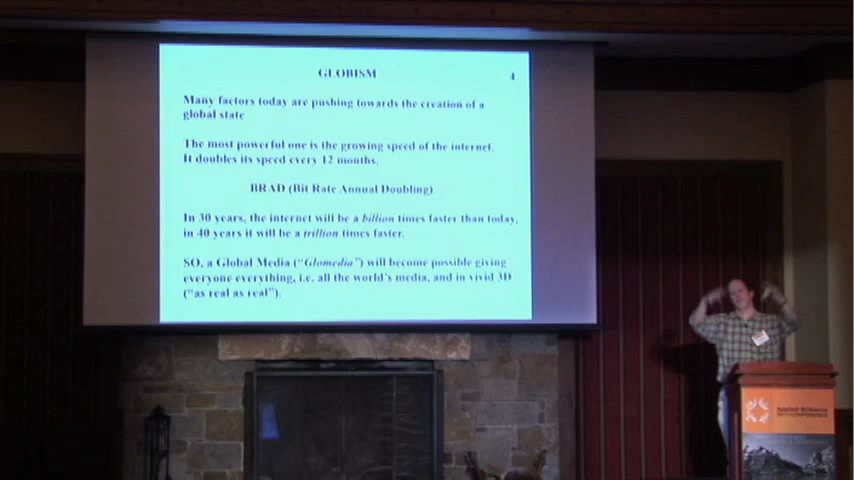 GLOBISM
4
Many factors today are pushing towards the creation of a
global state
The most powerful one is the growing speed of the internet.
It doubles its speed every 12 months.
BRAD (Bit Rate Annual Doubling)
In 30 years, the internet will be a billion times faster than today,
in 40 years it will be a trillion times faster.
SO, a Global Media ("Glomedia") will become possible giving
everyone everything, i.e. all the world's media, and in vivid 3D
("as real as real").
Applied Brilliance
CONFERENCE